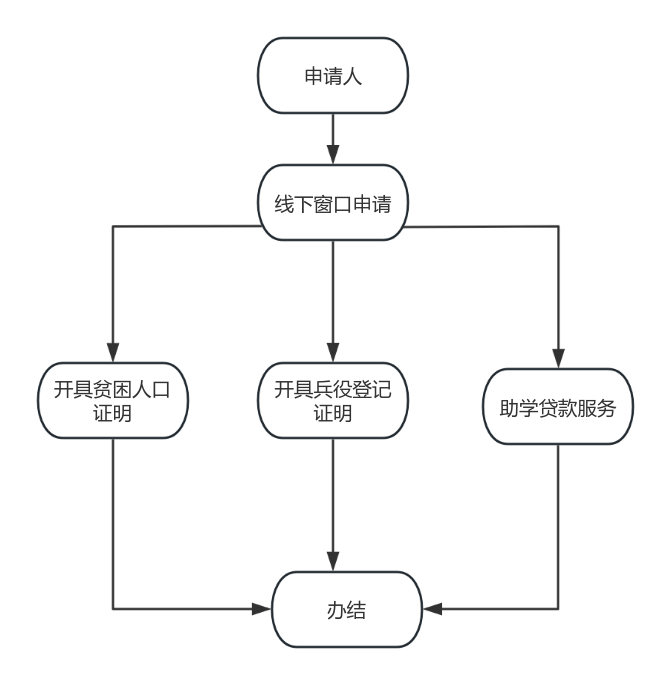 申请人
线下窗口申请
开具贫困人口
证明
开具兵役登记
证明
助学贷款服务
办结